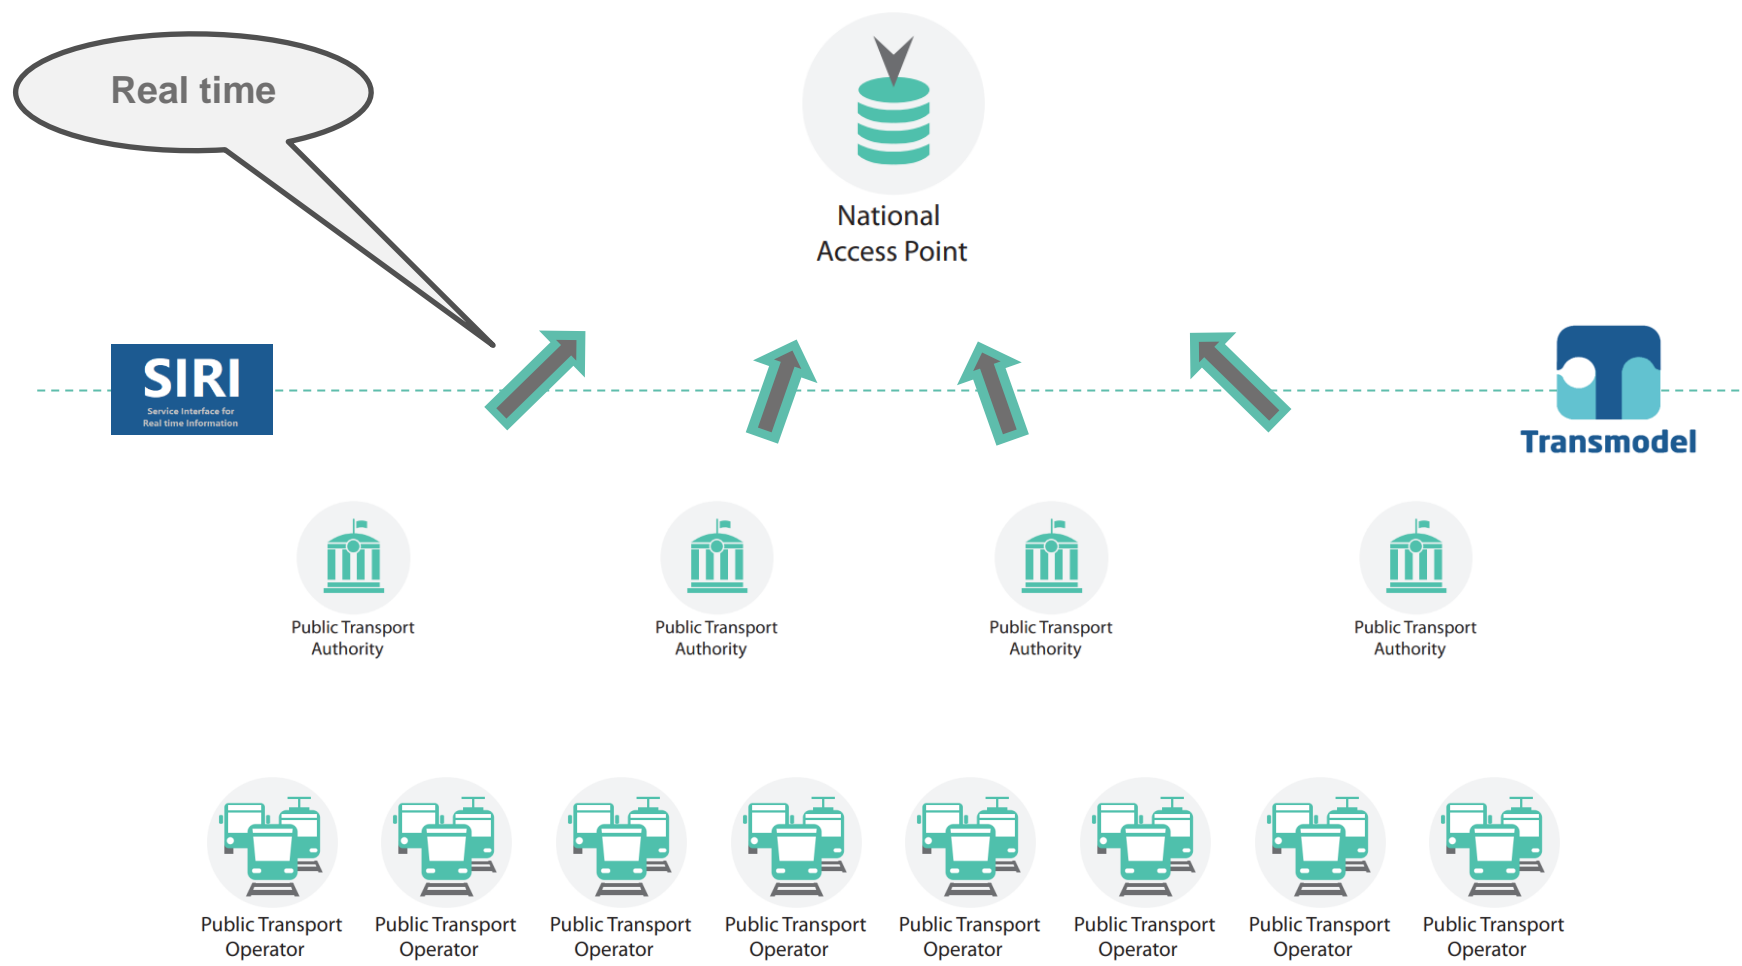 Real time
National
Access Point
SIRI
Service Interface for
Real time Information
Transmodel
Public Transport
Authority
Public Transport
Authority
Public Transport
Authority
Public Transport
Authority
Public Transport
Operator
Public Transport
Operator
Public Transport
Operator
Public Transport
Operator
Public Transport
Operator
Public Transport
Operator
Public Transport
Operator
Public Transport
Operator